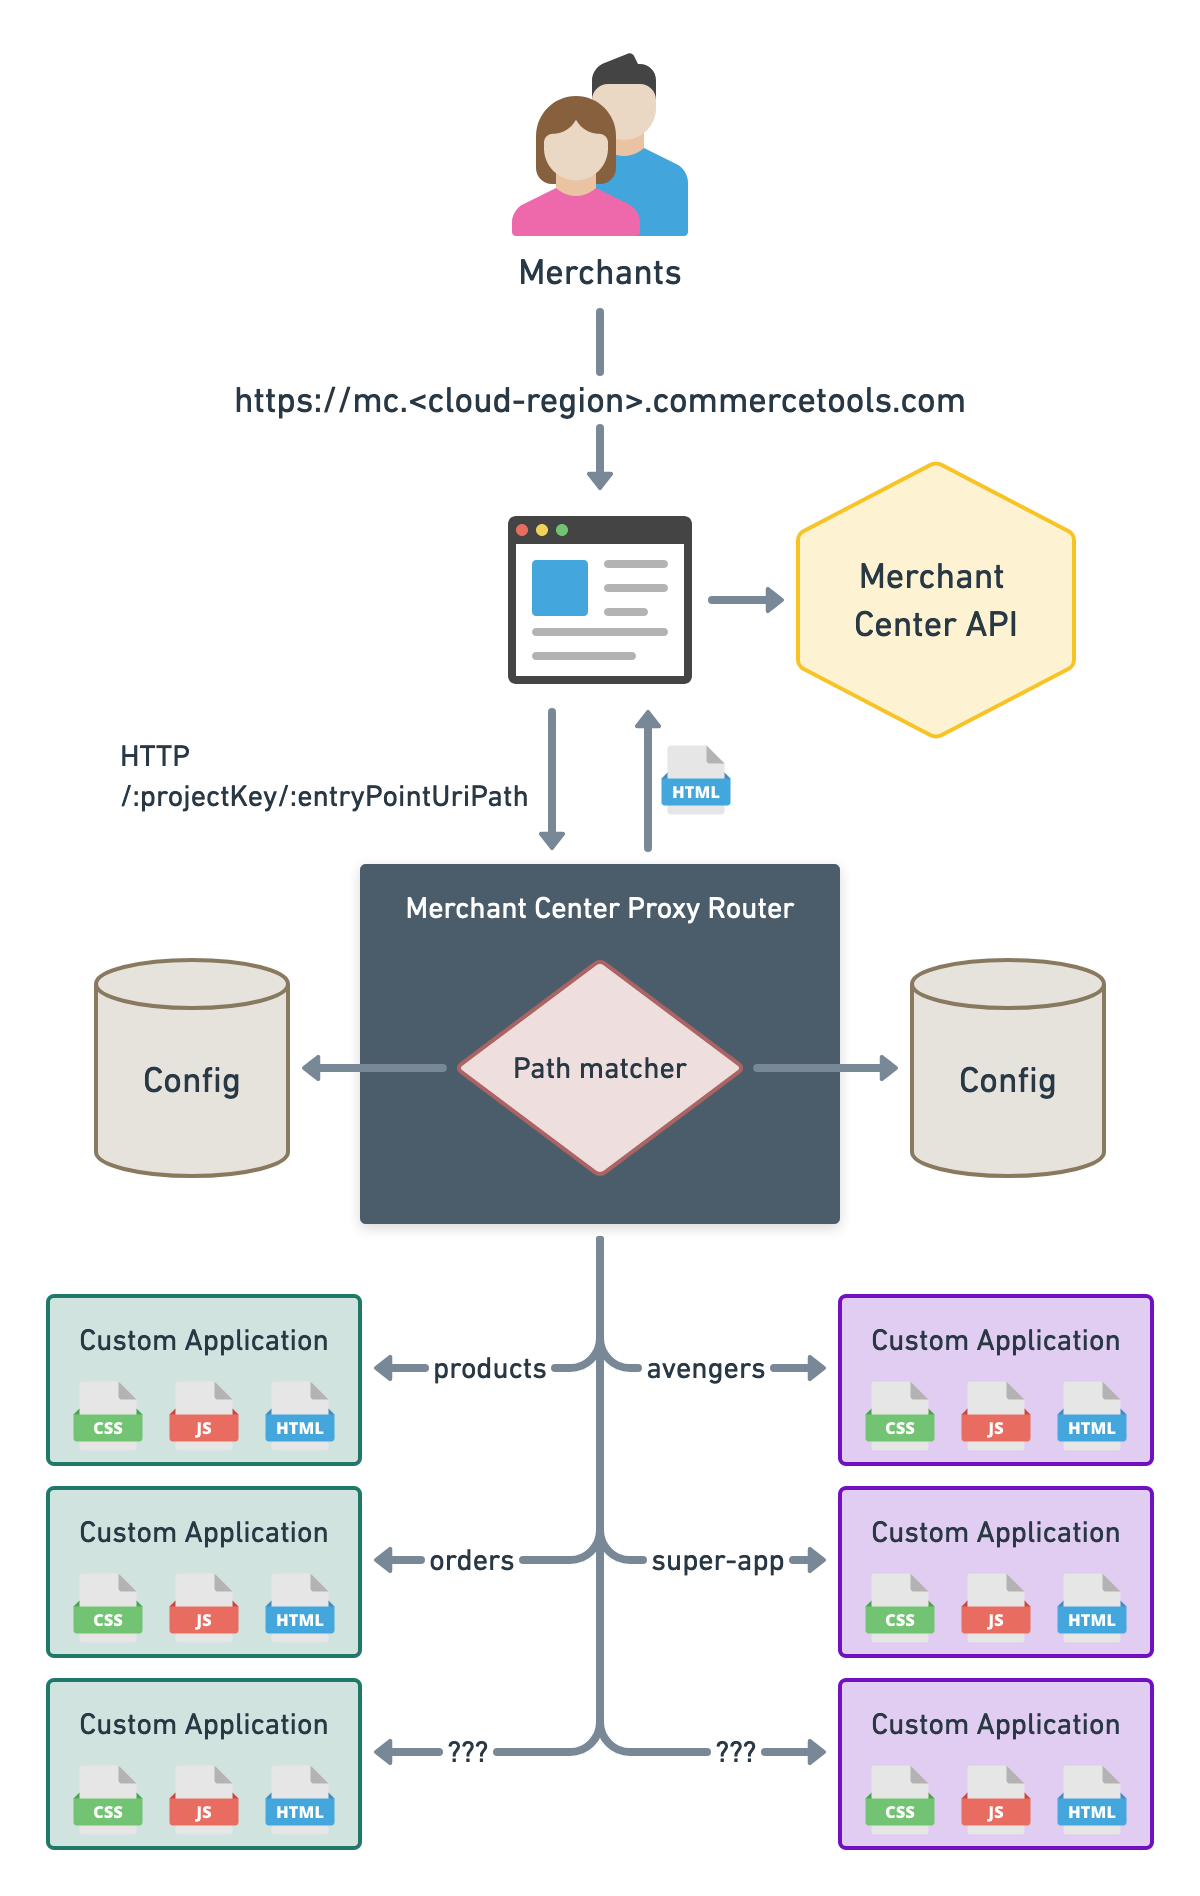 Merchants
https://mc.<cloud-region>.commercetools.com
Merchant
Center API
HTTP
/:projectKey/:entryPointUriPath
HTML
Merchant Center Proxy Router
Config
Path matcher
Config
Custom Application
CSS JS HTML
products
avengers
Custom Application
CSS JS HTML
Custom Application
CSS JS HTML
orders
super-app
Custom Application
CSS JS HTML
Custom Application
CSS JS HTML
???
???
Custom Application
CSS JS HTML